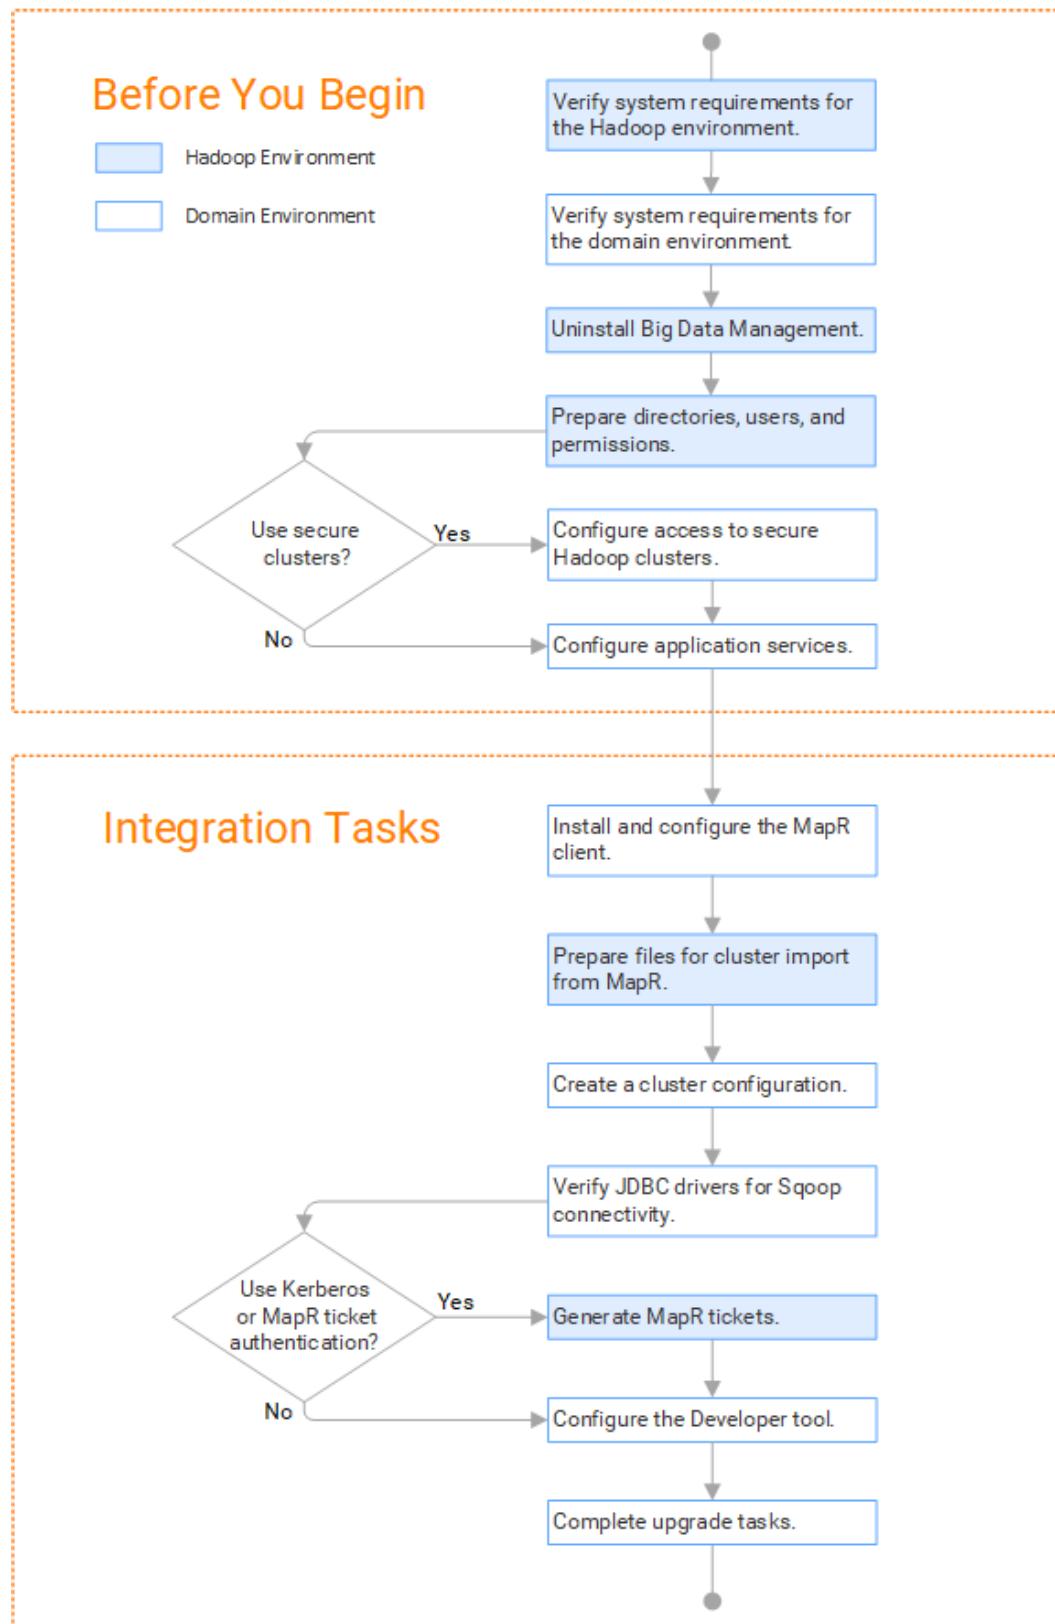 Before You Begin
Hadoop Environment
Domain Environment
Verify system requirements for
the Hadoop environment.
Verify system requirements for
the domain environment.
Uninstall Big Data Management.
Prepare directories, users, and
permissions.
Use secure
clusters?
Yes
Configure access to secure
Hadoop clusters.
No
Configure application services.
Integration Tasks
Install and configure the MapR
client.
Prepare files for cluster import
from MapR.
Create a cluster configuration.
Verify JDBC drivers for Sqoop
connectivity.
Use Kerberos
or MapR ticket
authentication?
Yes
Generate MapR tickets.
No
Configure the Developer tool.
Complete upgrade tasks.